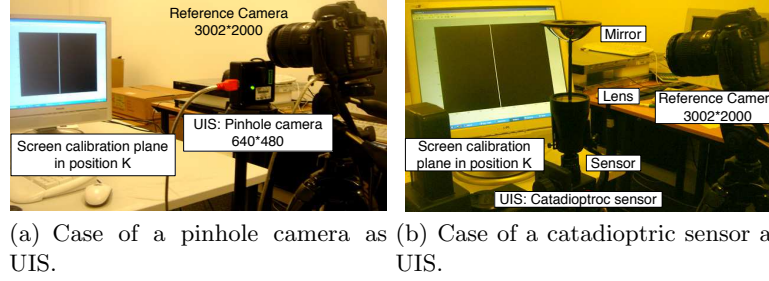 Reference Camera
3002*2000
UIS: Pinhole camera
640*480
Screen calibration plane
in position K
Mirror
Lens
Reference Camer
3002*2000
Screen calibration
plane in position K
Sensor
UIS: Catadioptroc sensor
(a) Case of a pinhole camera as
UIS.
(b) Case of a catadioptric sensor a
UIS.